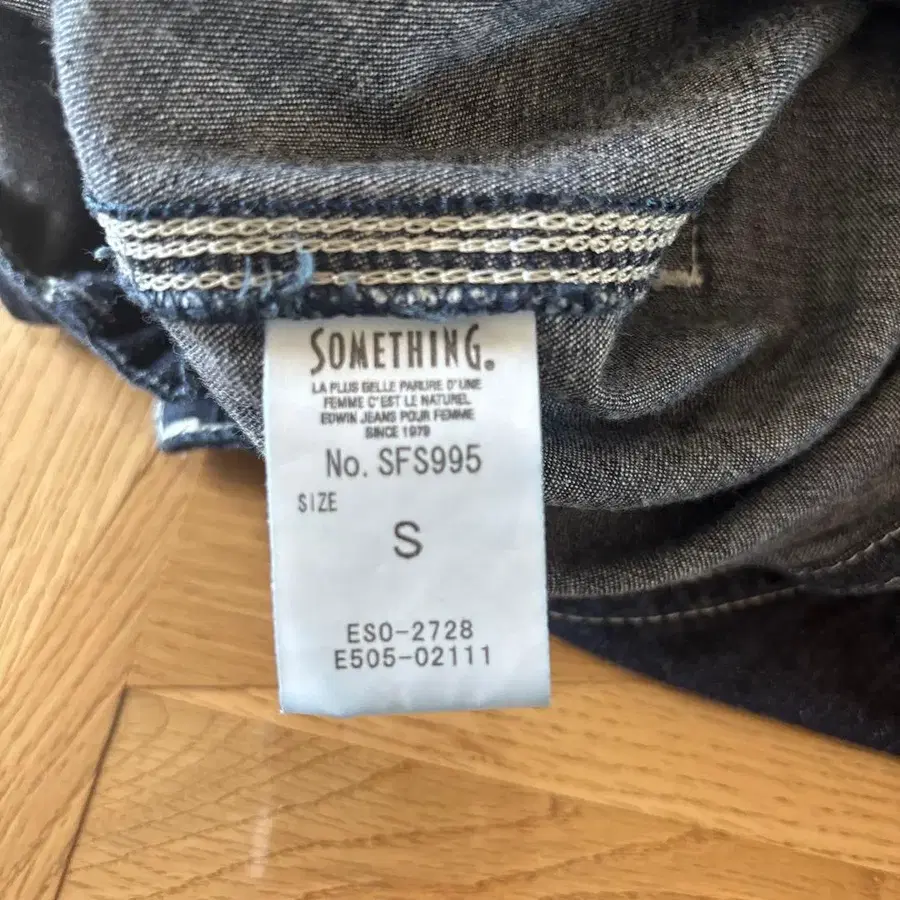 SOMETHING.
LA PLUS BELLE PARURE D'UNE
FEMME C'EST LE NATUREL
EDWIN JEANS POUR FEMME
SINCE 1979
No. SFS995
SIZE
S
ESO-2728
E505-02111